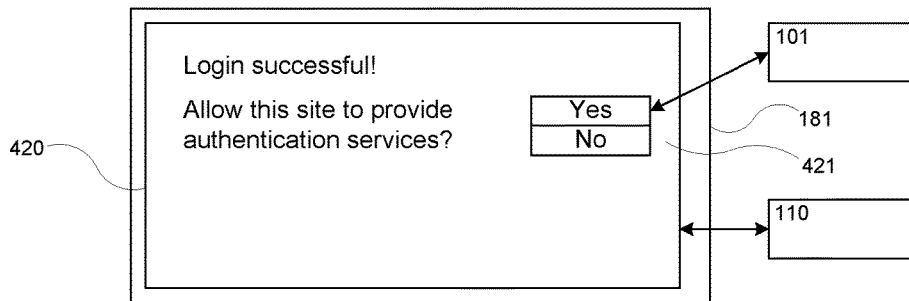 101
Login successful!
Allow this site to provide
authentication services?
Yes
No
181
420
421
110